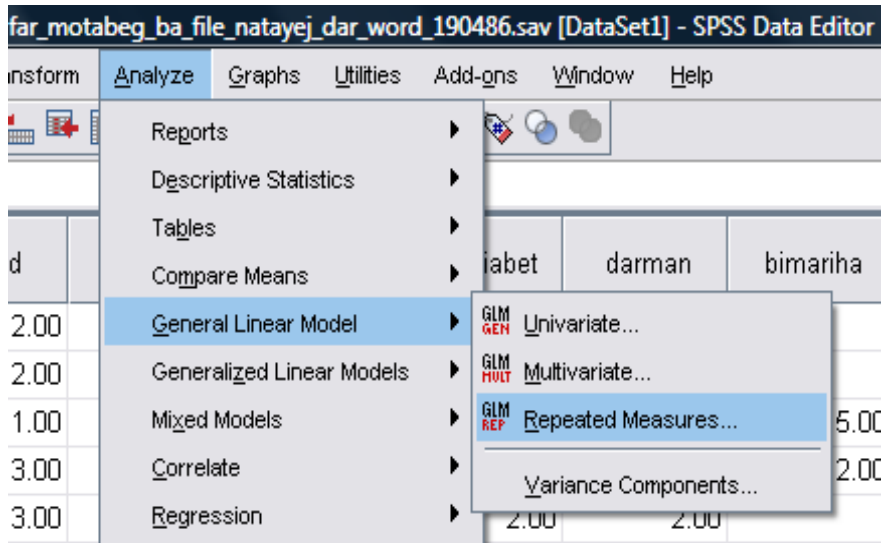 far_motabeg_ba_file_natayej_dar_word_190486.sav [DataSet1] - SPSS Data Editor
ansform Analyze Graphs Utilities Add-ons Window Help
Reports
Descriptive Statistics
Tables
d iabet darman bimariha
Compare Means
2.00 General Linear Model GLM GEN Univariate...
2.00 Generalized Linear Models GLM MULT Multivariate...
1.00 Mixed Models GLM REP Repeated Measures... 5.00
3.00 Correlate 2.00
Variance Components...
3.00 Regression 2.00 2.00